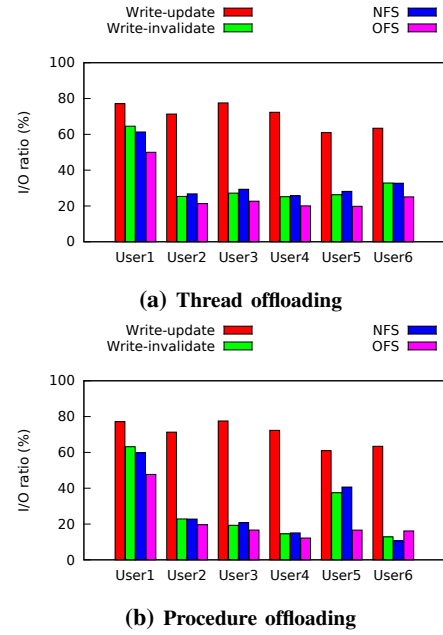 Write-update NFS
Write-invalidate OFS
100
80
60
40
20
0
I/O ratio (%)
User1 User2 User3 User4 User5 User6
(a) Thread offloading
Write-update NFS
Write-invalidate OFS
100
80
60
40
20
0
I/O ratio (%)
User1 User2 User3 User4 User5 User6
(b) Procedure offloading